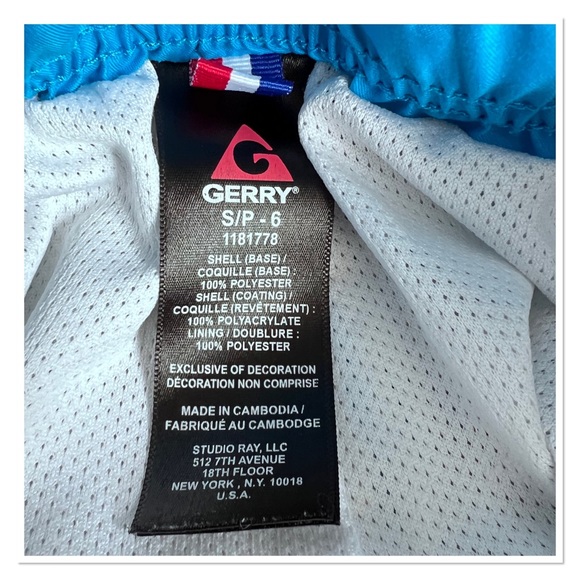 G
GERRY®
S/P - 6
1181778
SHELL (BASE) /
COQUILLE (BASE) :
100% POLYESTER
SHELL (COATING) /
COQUILLE (REVÊTEMENT) :
100% POLYACRYLATE
LINING / DOUBLURE :
100% POLYESTER
EXCLUSIVE OF DECORATION
DÉCORATION NON COMPRISE
MADE IN CAMBODIA /
FABRIQUÉ AU CAMBODGE
STUDIO RAY, LLC
512 7TH AVENUE
18TH FLOOR
NEW YORK , N.Y. 10018
U.S.A.